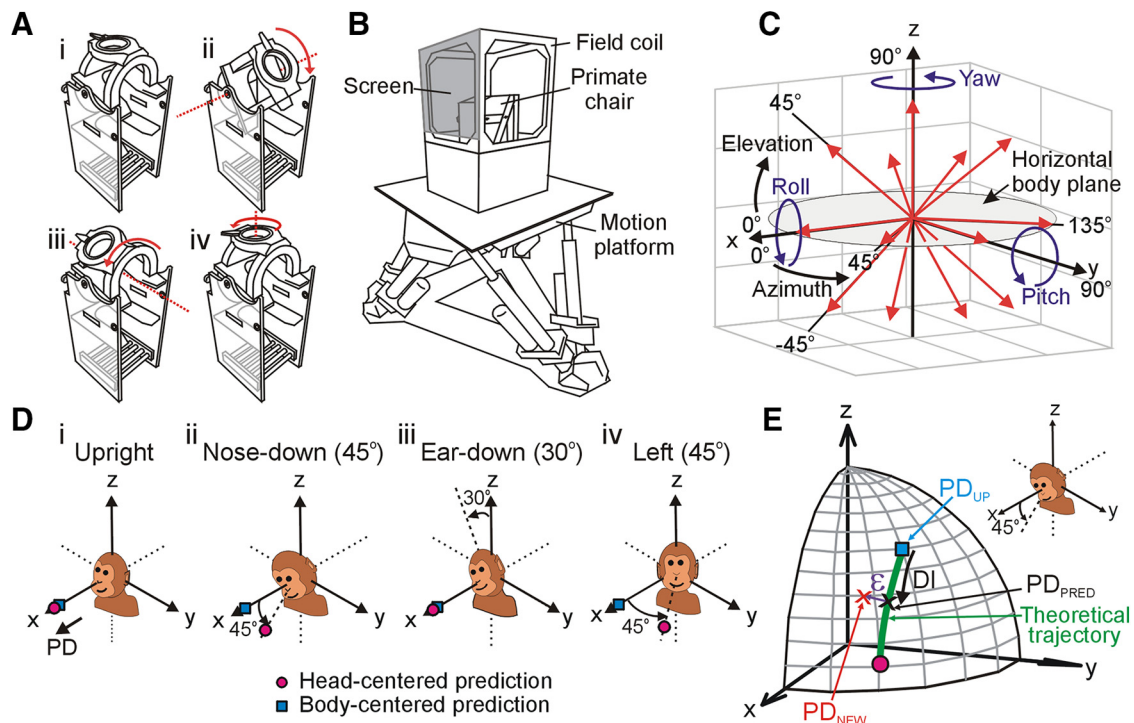 A
i
ii
iii
iv
B
Field coil
Screen
Primate
chair
Motion
platform
C
z
90°
Yaw
45°
Elevation
Horizontal
body plane
Roll
0°
x
0°
135°
45°
y
Azimuth
90°
Pitch
-45°
D
i
ii
iii
iv
Upright
Nose-down (45°)
Ear-down (30°)
Left (45°)
z
z
z
z
30°
x
y
x
y
x
y
x
y
45°
45°
PD
Head-centered prediction
Body-centered prediction
E
z
z
PDUP
x
45°
y
DI
ε
PDPRED
Theoretical
trajectory
y
x
PDNEW